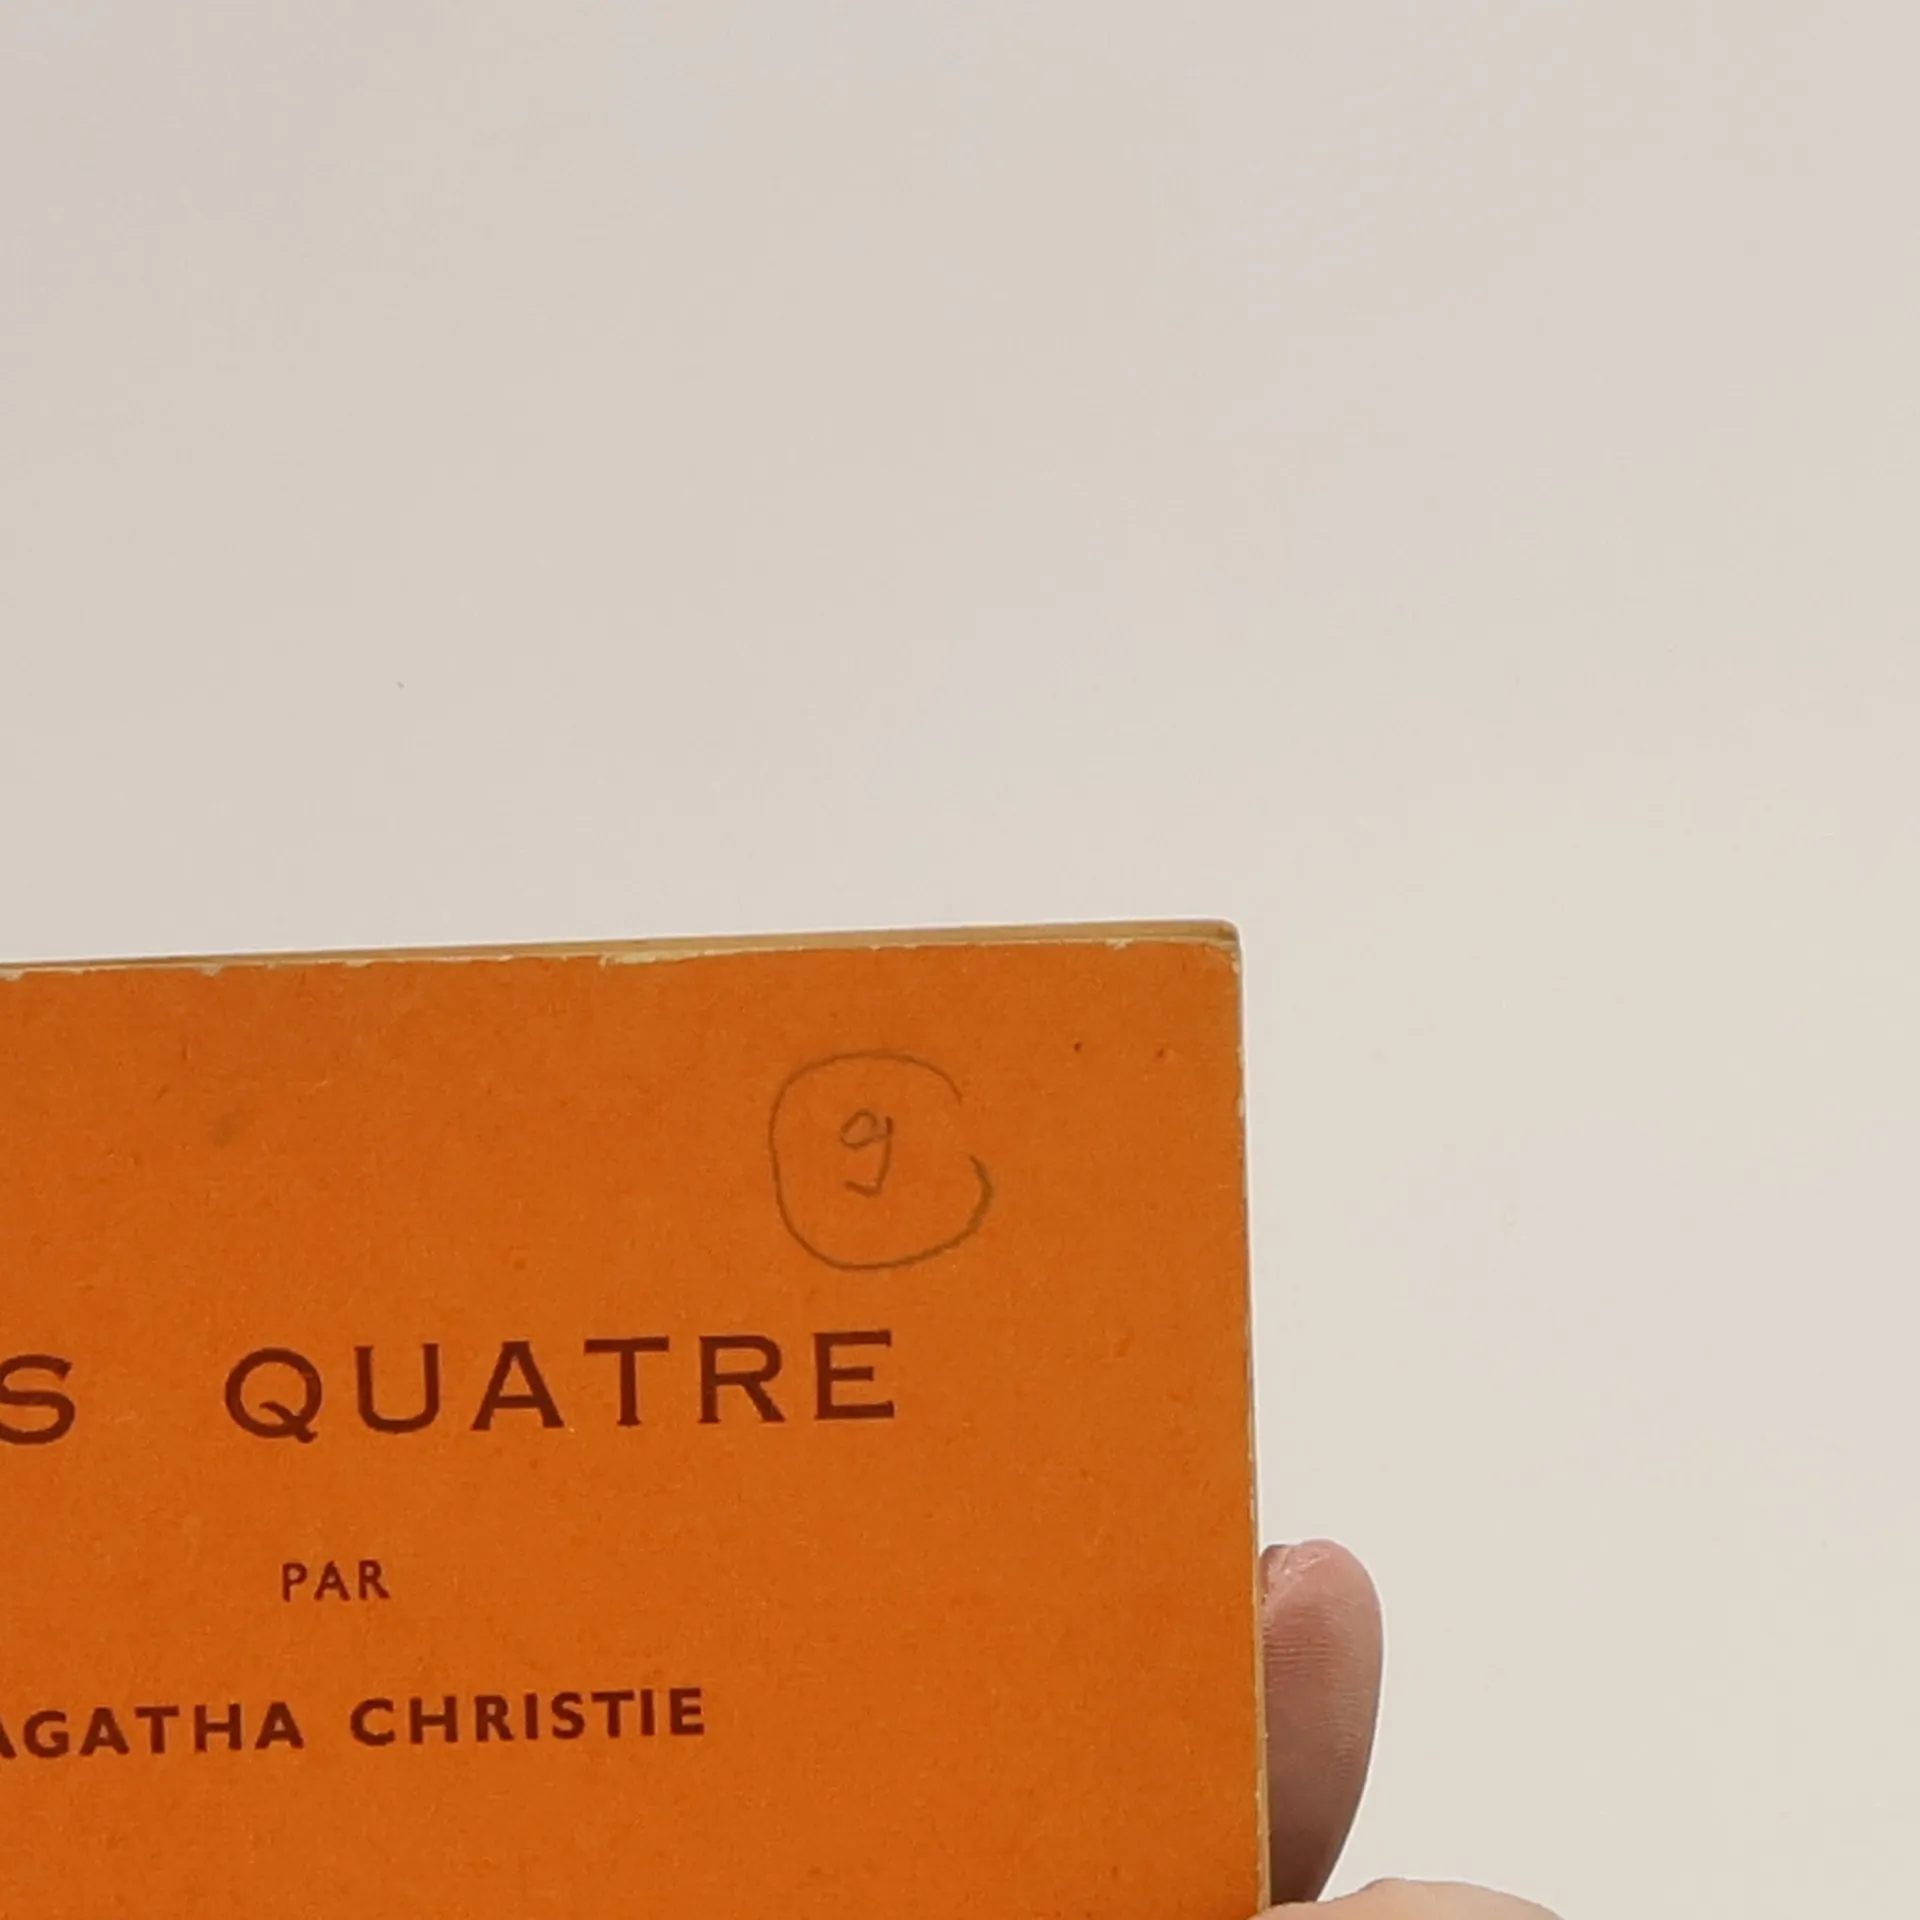 9
S QUATRE
PAR
AGATHA CHRISTIE